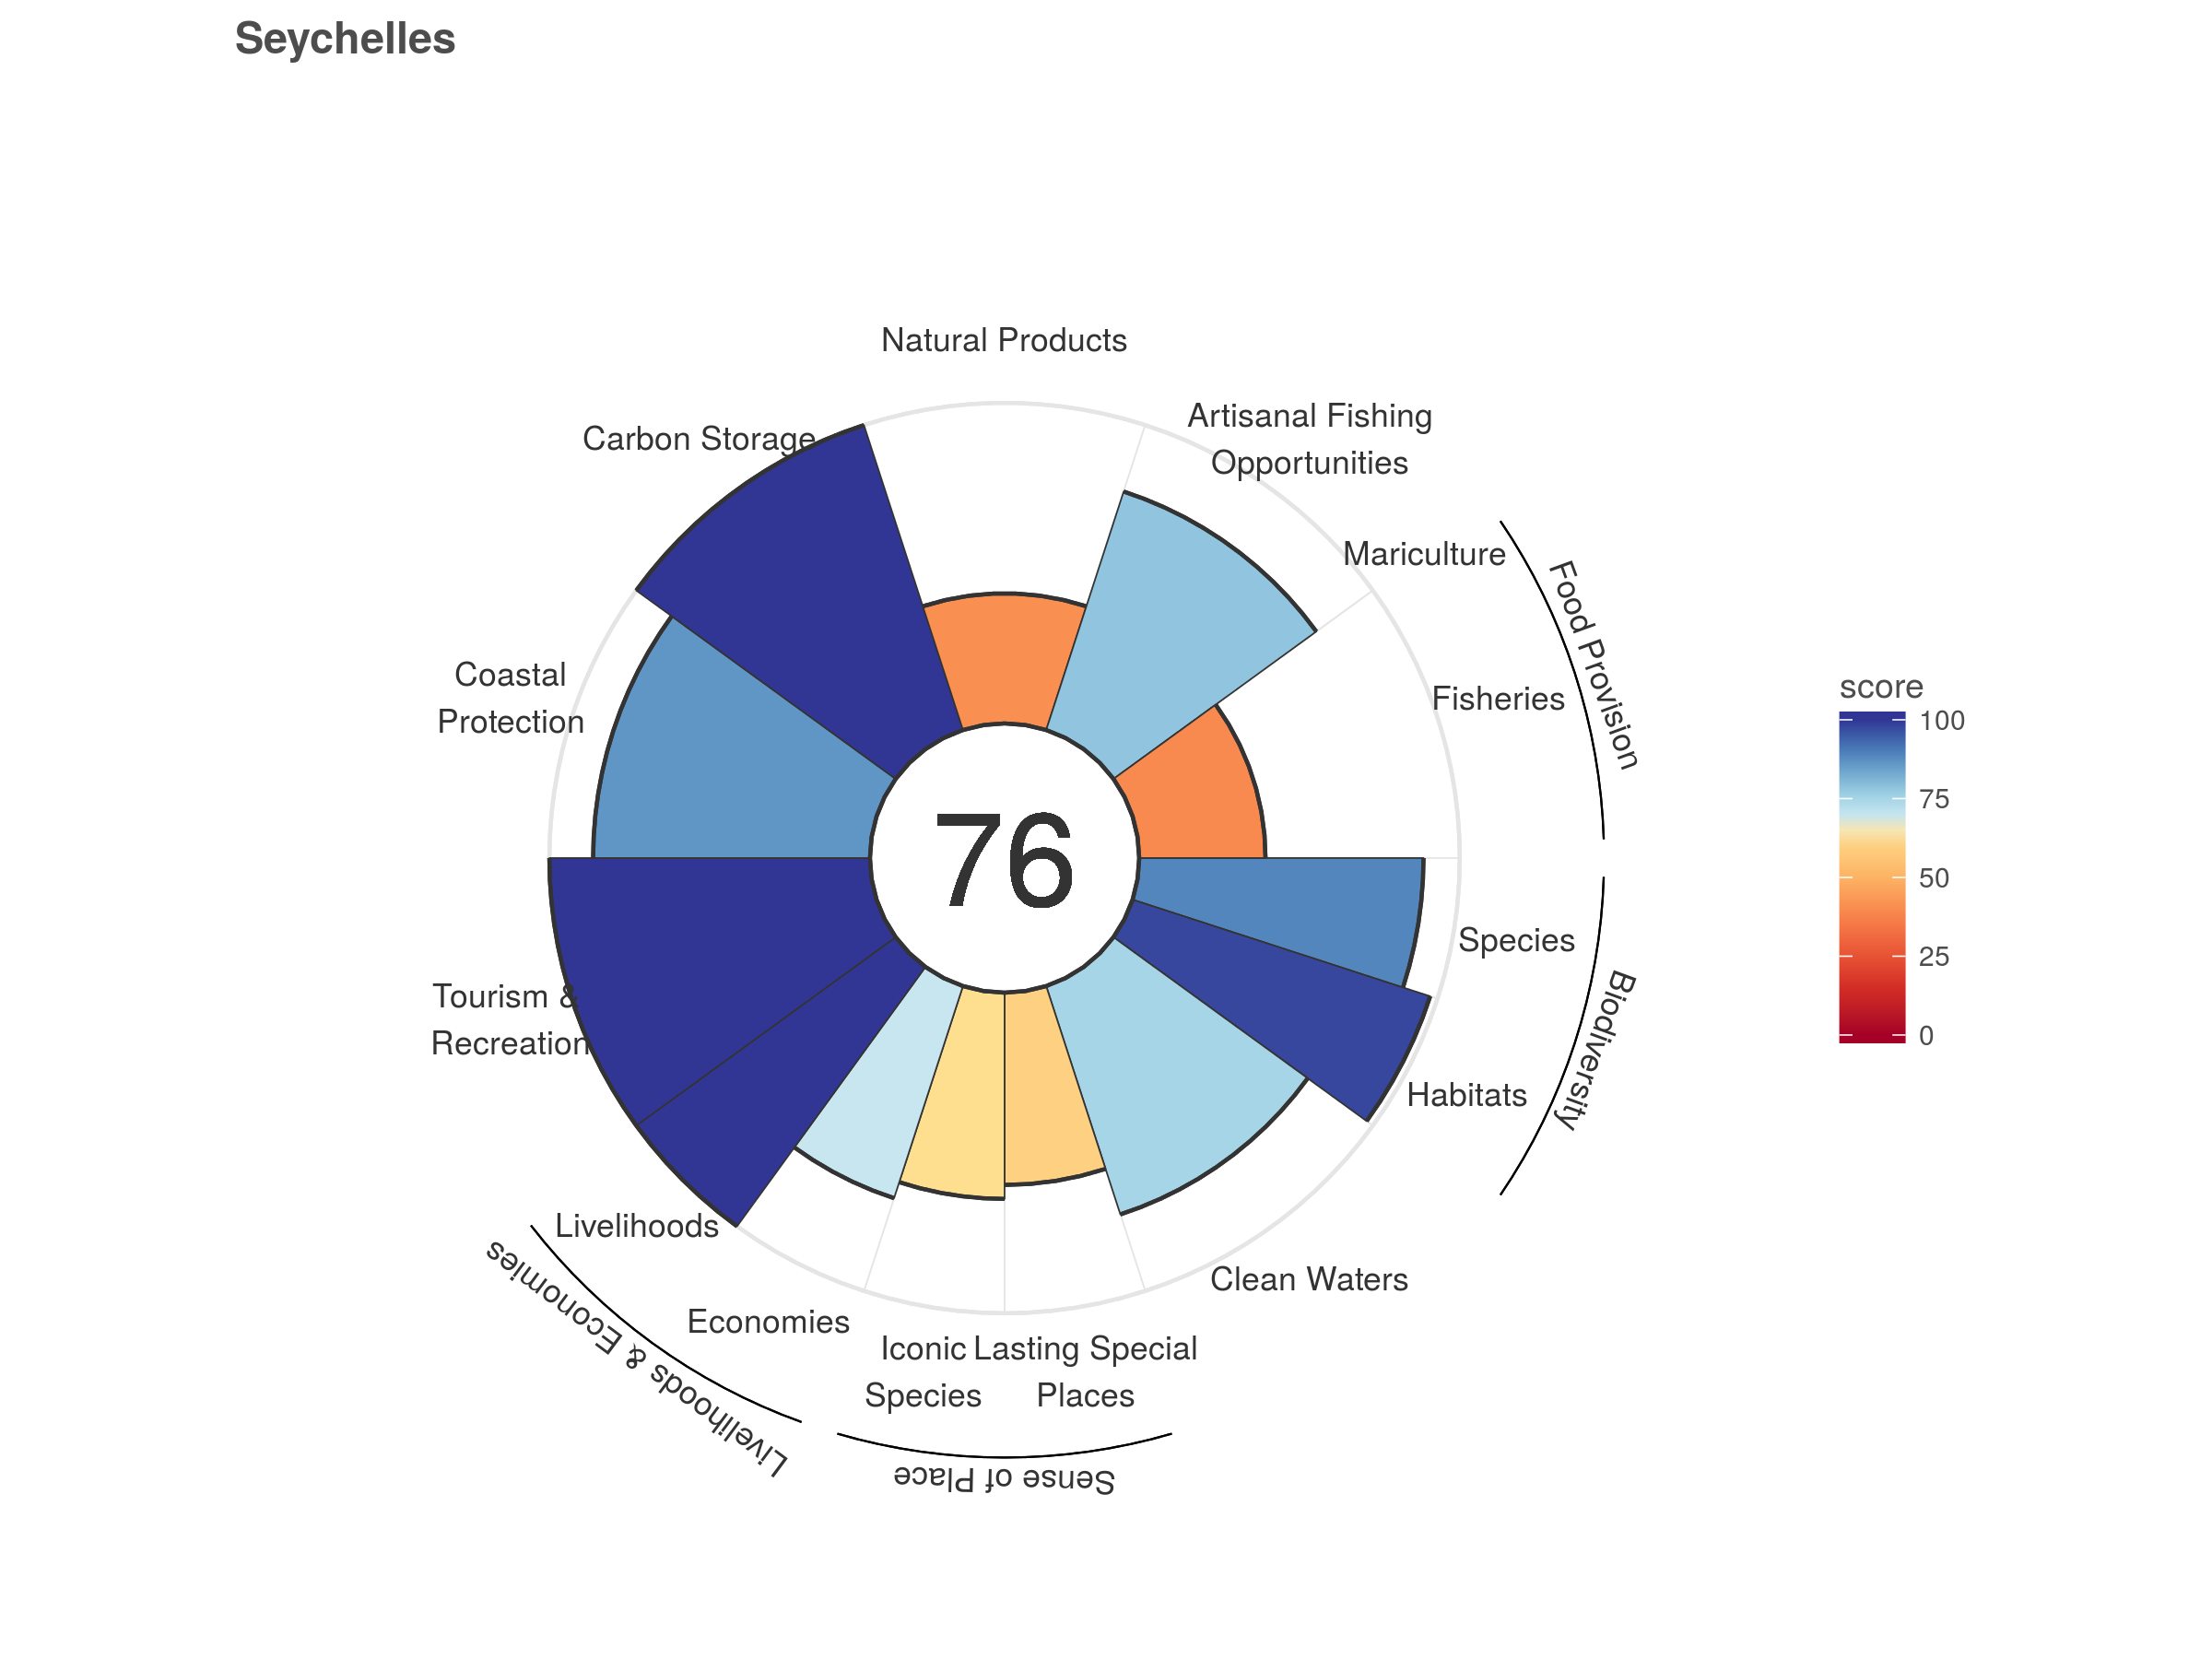 Seychelles
Natural Products
Artisanal Fishing
Opportunities
Carbon Storage
Mariculture
Food Provision
Fisheries
Coastal
Protection
score
100
75
50
25
0
76
Species
Biodiversity
Tourism &
Recreation
Habitats
Livelihoods
Clean Waters
Economies
Livelihoods & Economies
Iconic
Species
Lasting Special
Places
Sense of Place